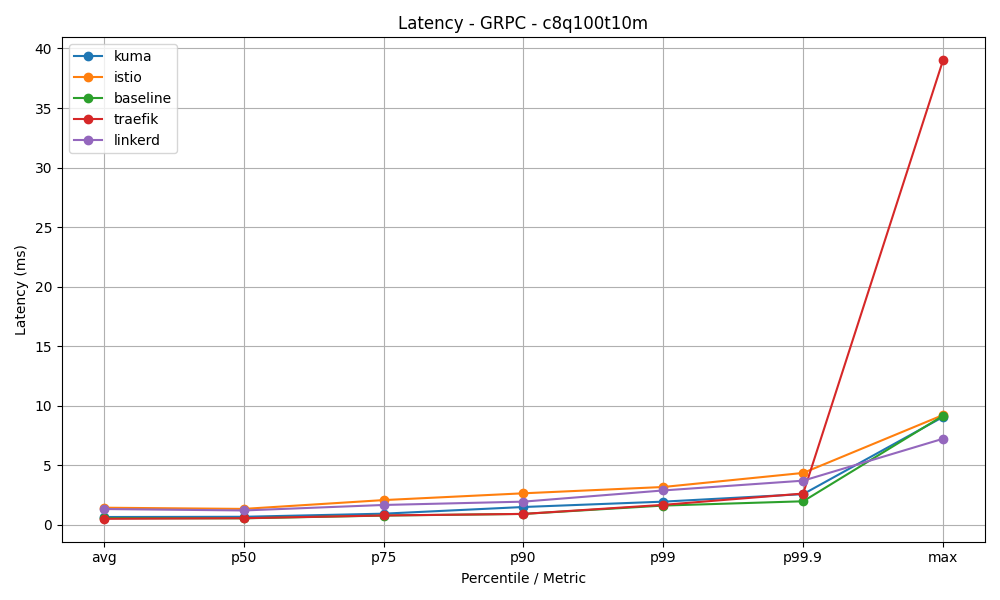 Latency - GRPC - c8q100t10m
kuma
istio
baseline
traefik
linkerd
Latency (ms)
40
35
30
25
20
15
10
5
0
avg p50 p75 p90 p99 p99.9 max
Percentile / Metric